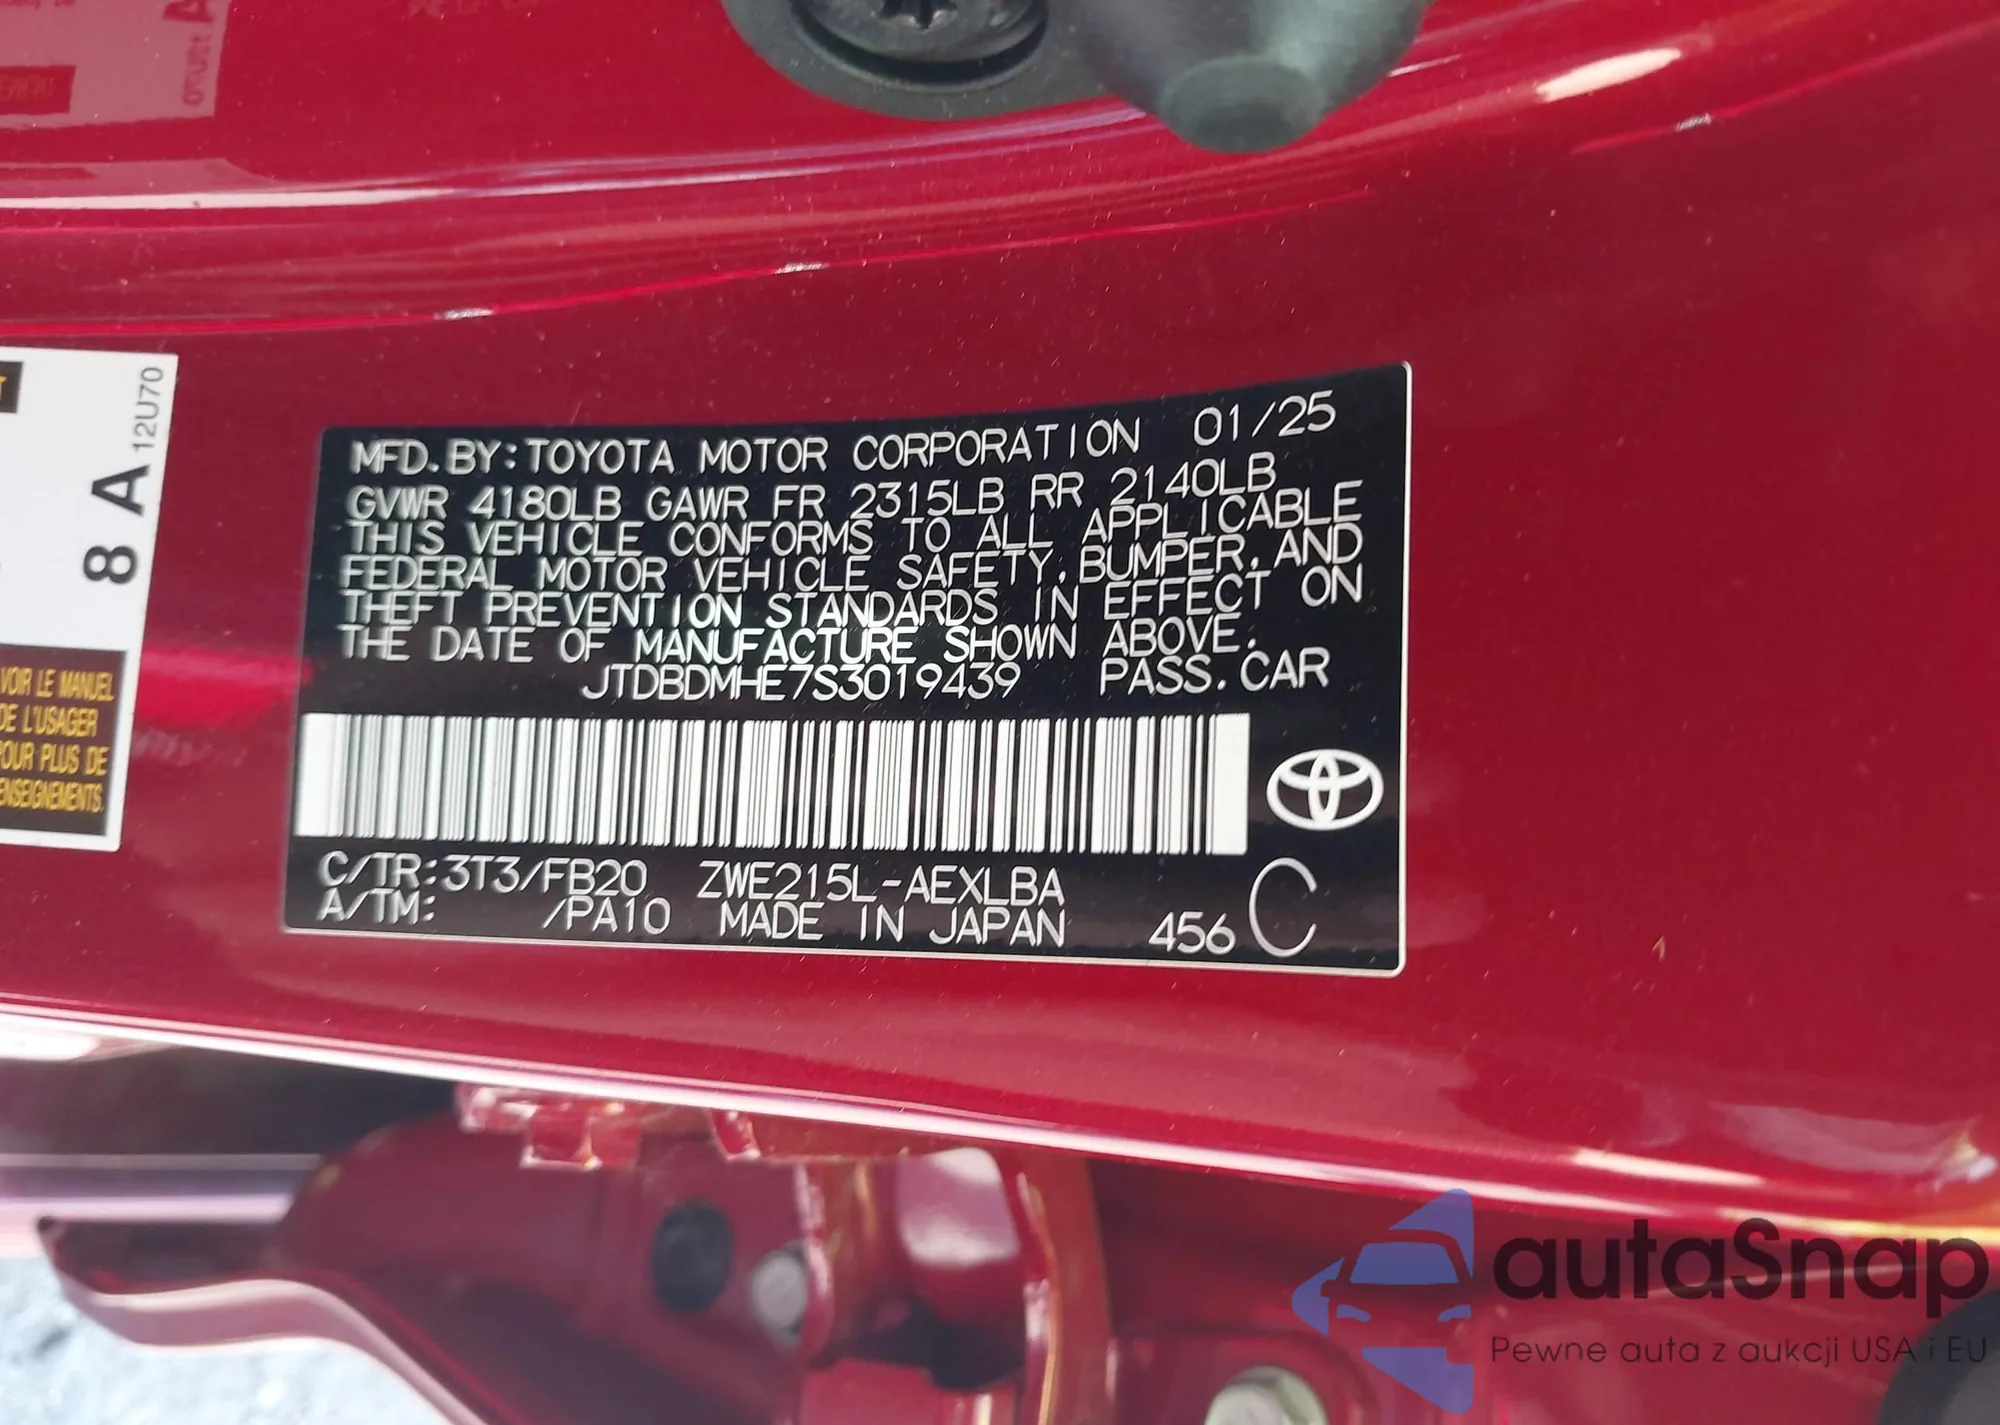 8 A 12U70
VOIR LE MANUEL
DE L'USAGER
POUR PLUS DE
ENSEIGNEMENTS.
MFD. BY: TOYOTA MOTOR CORPORATION 01/25
GVWR 4180LB GAWR FR 2315LB RR 2140LB
THIS VEHICLE CONFORMS TO ALL APPLICABLE
FEDERAL MOTOR VEHICLE SAFETY, BUMPER, AND
THEFT PREVENTION STANDARDS IN EFFECT ON
THE DATE OF MANUFACTURE SHOWN ABOVE.
JTDBDMHE7S3019439 PASS. CAR
C/TR: 3T3/FB20 ZWE215L-AEXLBA
A/TM: /PA10 MADE IN JAPAN 456 C
autaSnap
Pewne auta z aukcji USA i EU